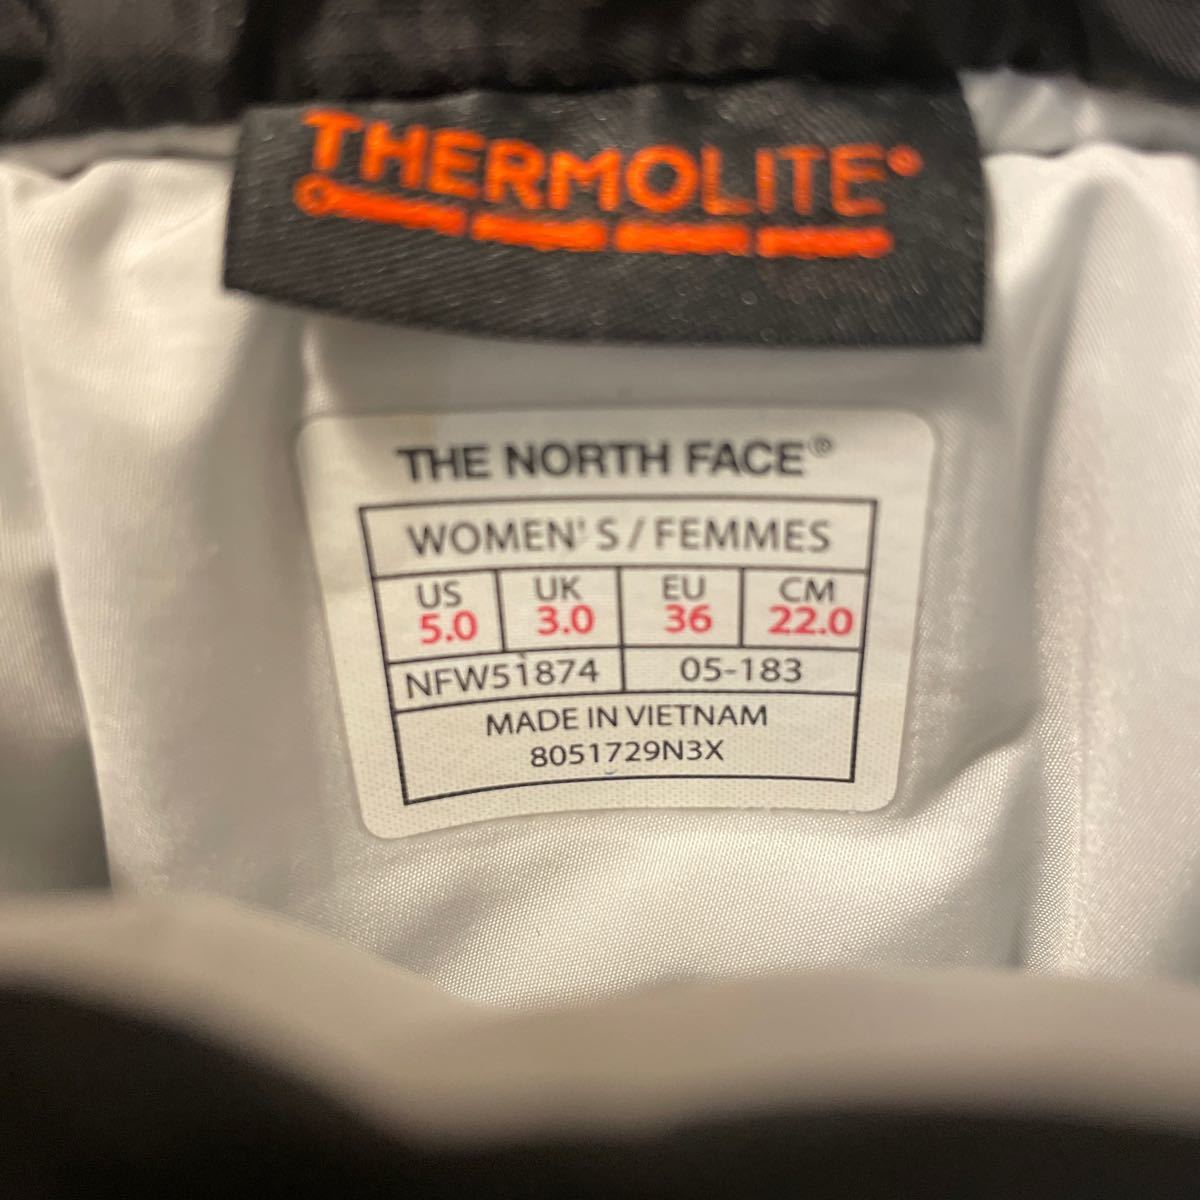 THERMOLITE®
THE NORTH FACE®
WOMEN'S / FEMMES
US UK EU CM
5.0 3.0 36 22.0
NFW51874 05-183
MADE IN VIETNAM
8051729N3X